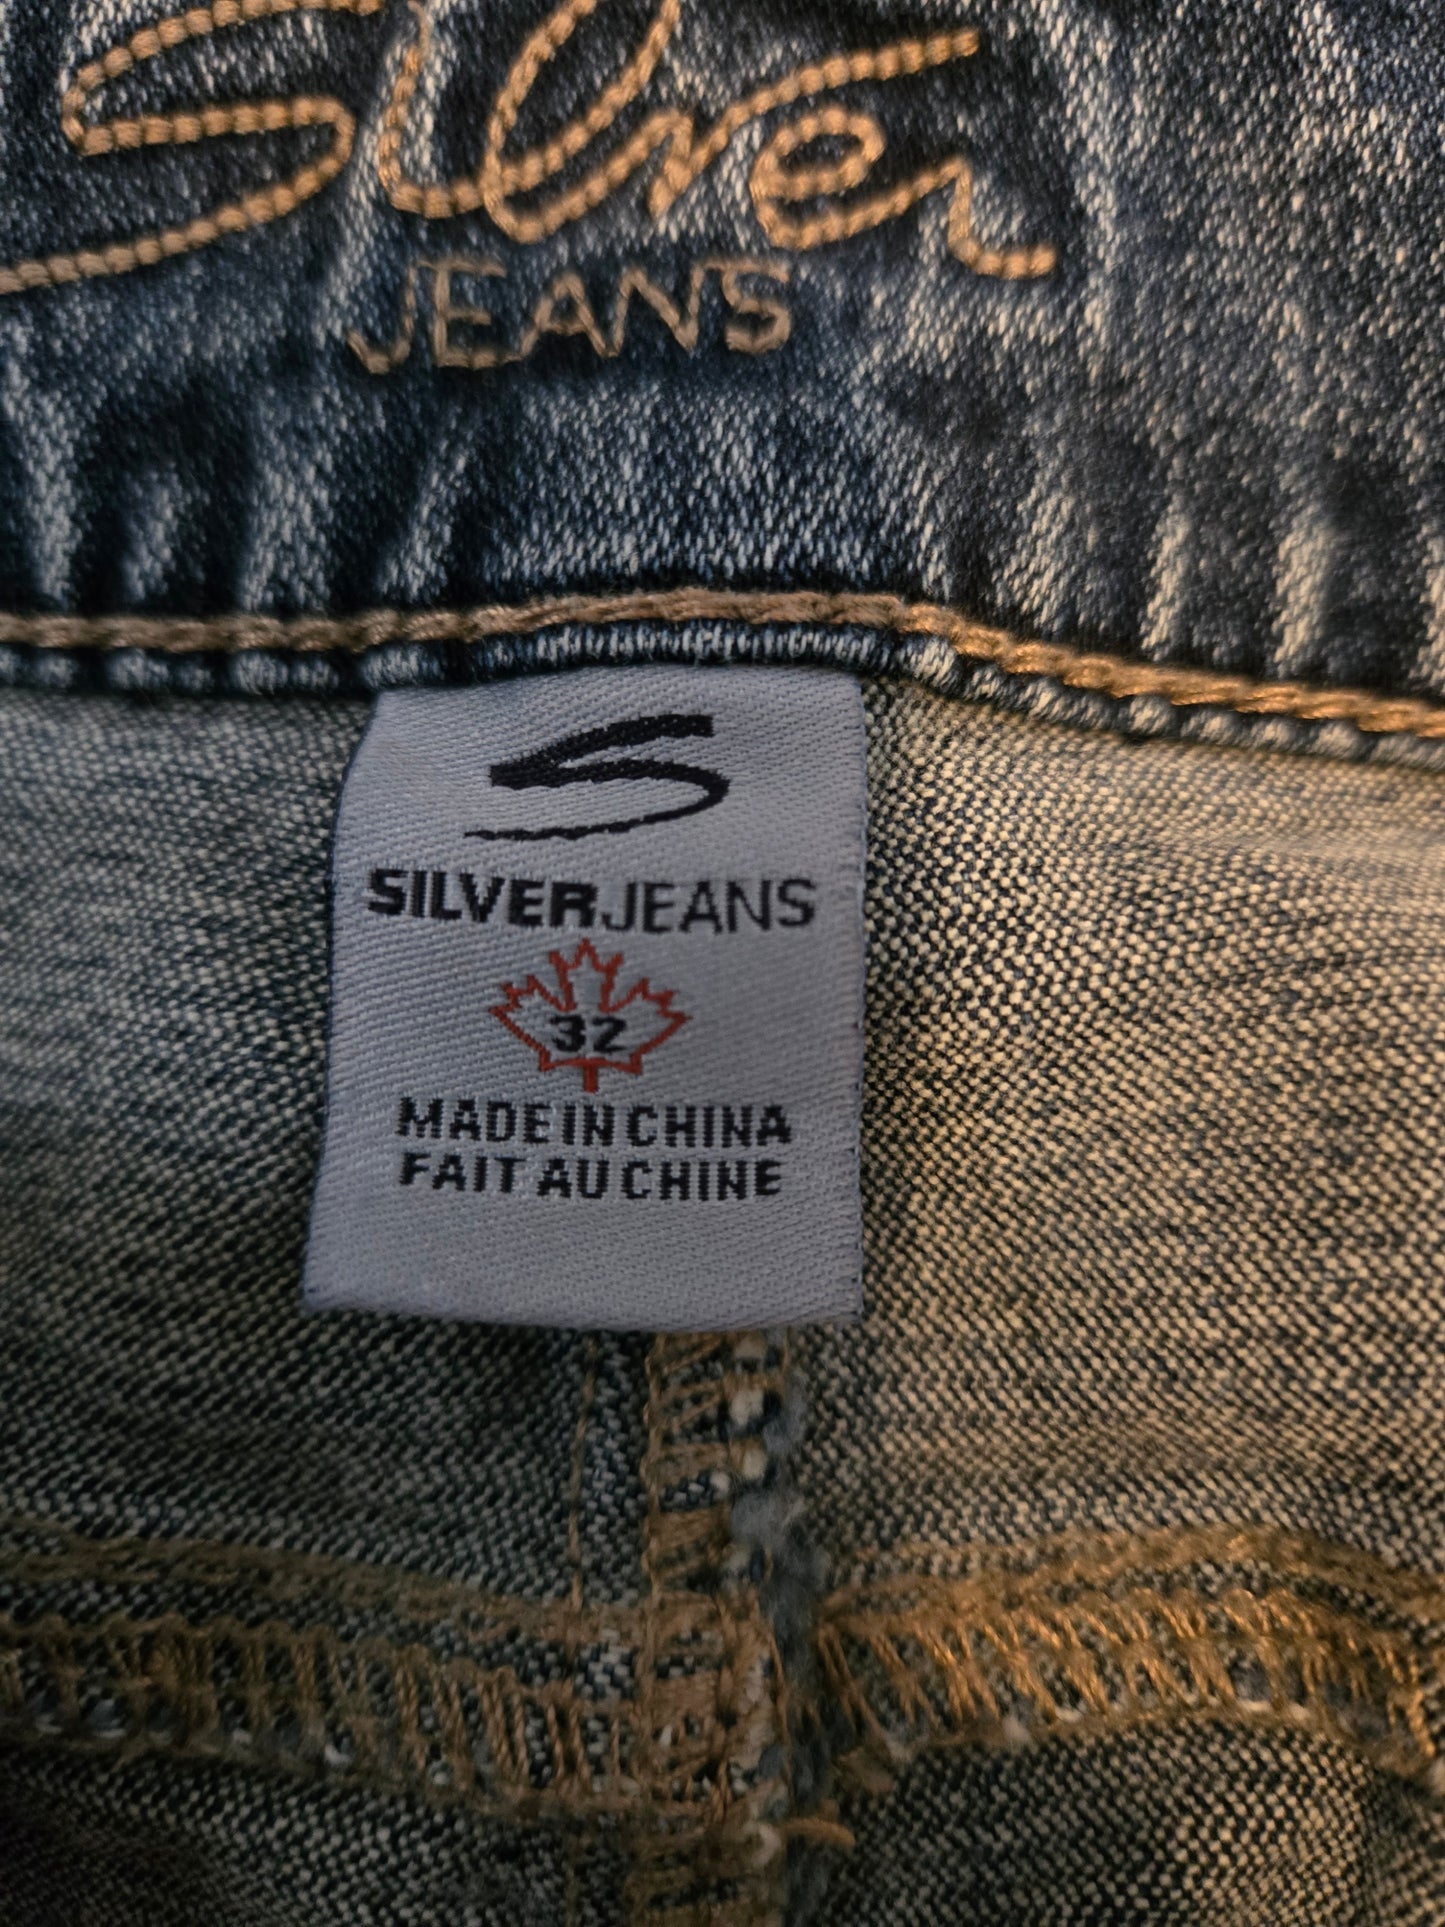 Silver
JEANS
S
SILVERJEANS
32
MADE IN CHINA
FAIT AU CHINE